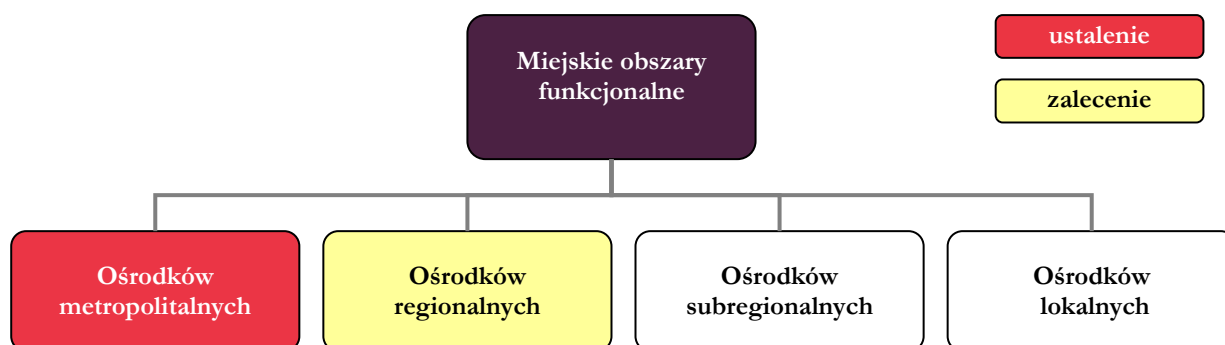 Miejskie obszary
funkcjonalne
ustalenie
zalecenie
Ośrodków
metropolitalnych
Ośrodków
regionalnych
Ośrodków
subregionalnych
Ośrodków
lokalnych